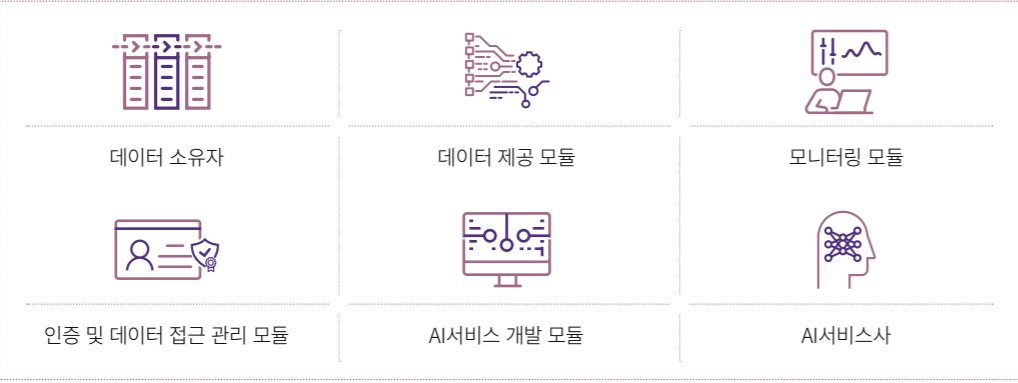 데이터 소유자
데이터 제공 모듈
모니터링 모듈
인증 및 데이터 접근 관리 모듈
AI서비스 개발 모듈
AI서비스사